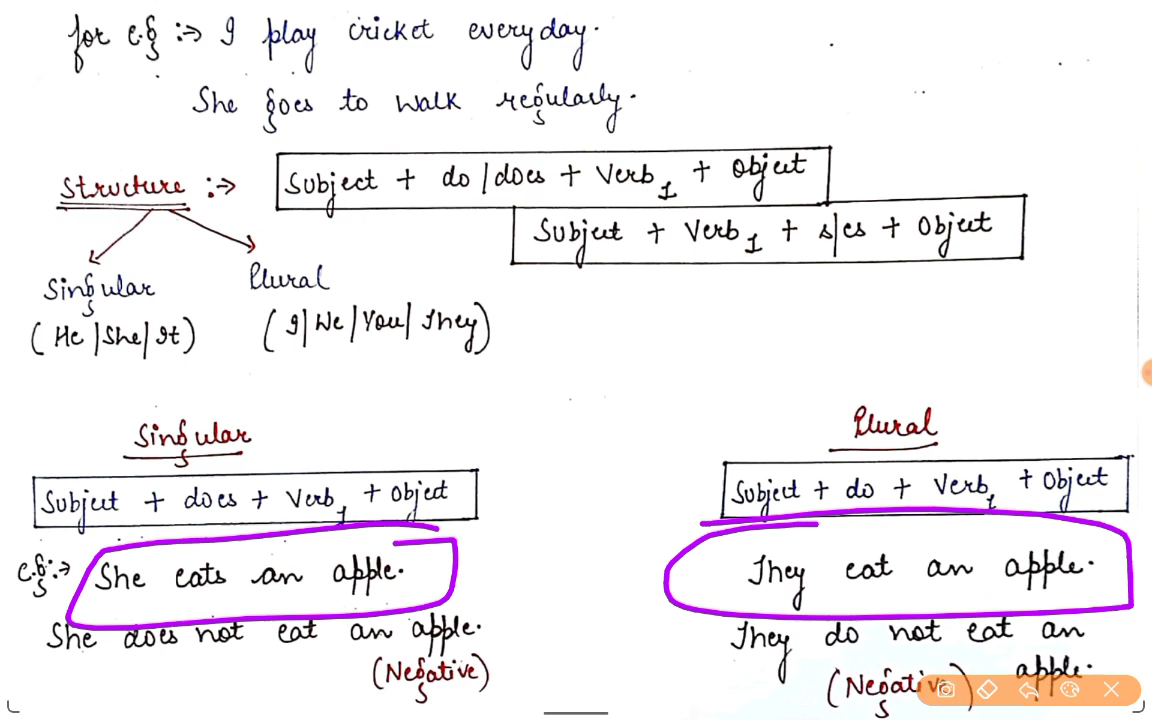 for e.g :→ I play cricket everyday.
She goes to walk regularly.
Structure :→ Subject + do/does + Verb1 + Object
Subject + Verb1 + s/es + Object
Singular Plural
(He/She/It) (I/We/You/They)
Singular Plural
Subject + does + Verb1 + Object Subject + do + Verb1 + Object
e.g:→ She eats an apple. They eat an apple.
She does not eat an apple. They do not eat an
(Negative) (Negative) apple.